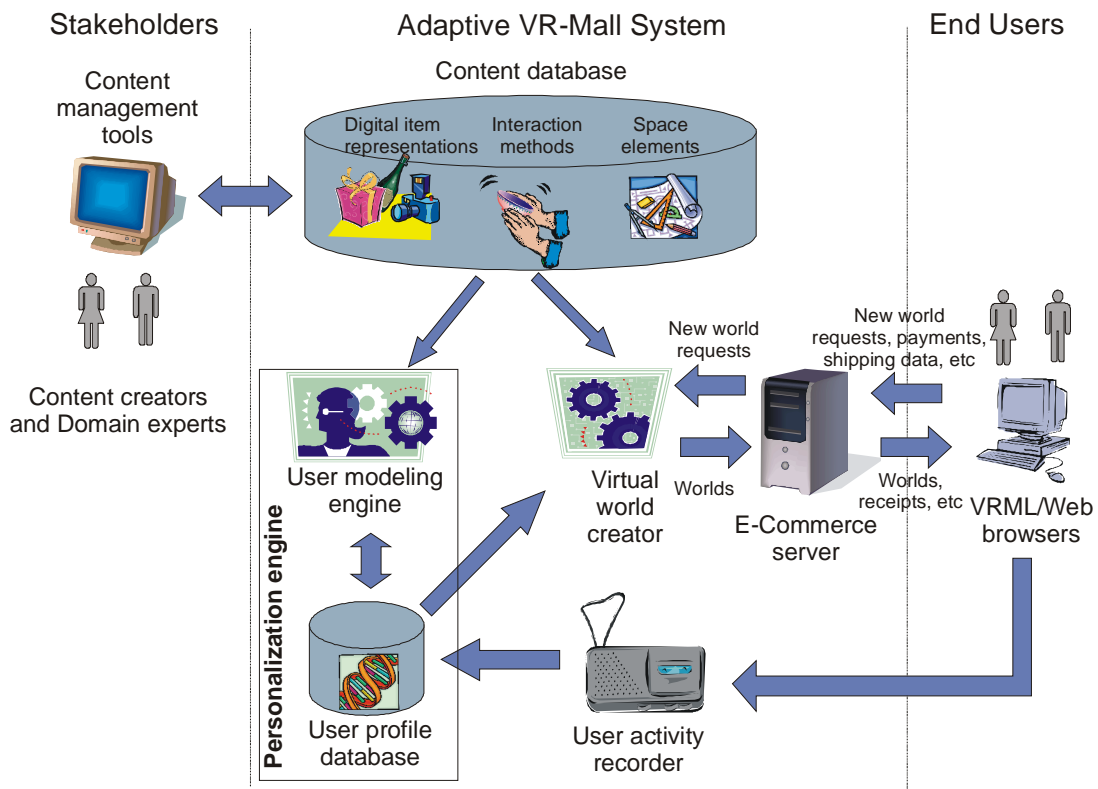 Stakeholders
Adaptive VR-Mall System
End Users
Content
management
tools
Content database
Digital item
representations
Interaction
methods
Space
elements
Content creators
and Domain experts
New world
requests
New world
requests, payments,
shipping data, etc
User modeling
engine
Virtual
world
creator
Worlds
E-Commerce
server
Worlds,
receipts, etc
VRML/Web
browsers
Personalization engine
User profile
database
User activity
recorder